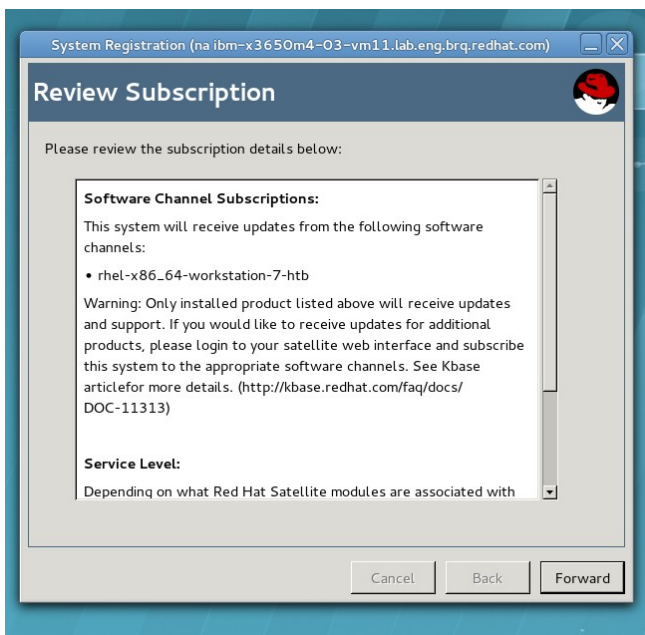 System Registration (na ibm-x3650m4-03-vm11.lab.eng.brq.redhat.com)
Review Subscription
Please review the subscription details below:
Software Channel Subscriptions:
This system will receive updates from the following software
channels:
• rhel-x86_64-workstation-7-htb
Warning: Only installed product listed above will receive updates
and support. If you would like to receive updates for additional
products, please login to your satellite web interface and subscribe
this system to the appropriate software channels. See Kbase
articlefor more details. (http://kbase.redhat.com/faq/docs/
DOC-11313)
Service Level:
Depending on what Red Hat Satellite modules are associated with
Cancel Back Forward